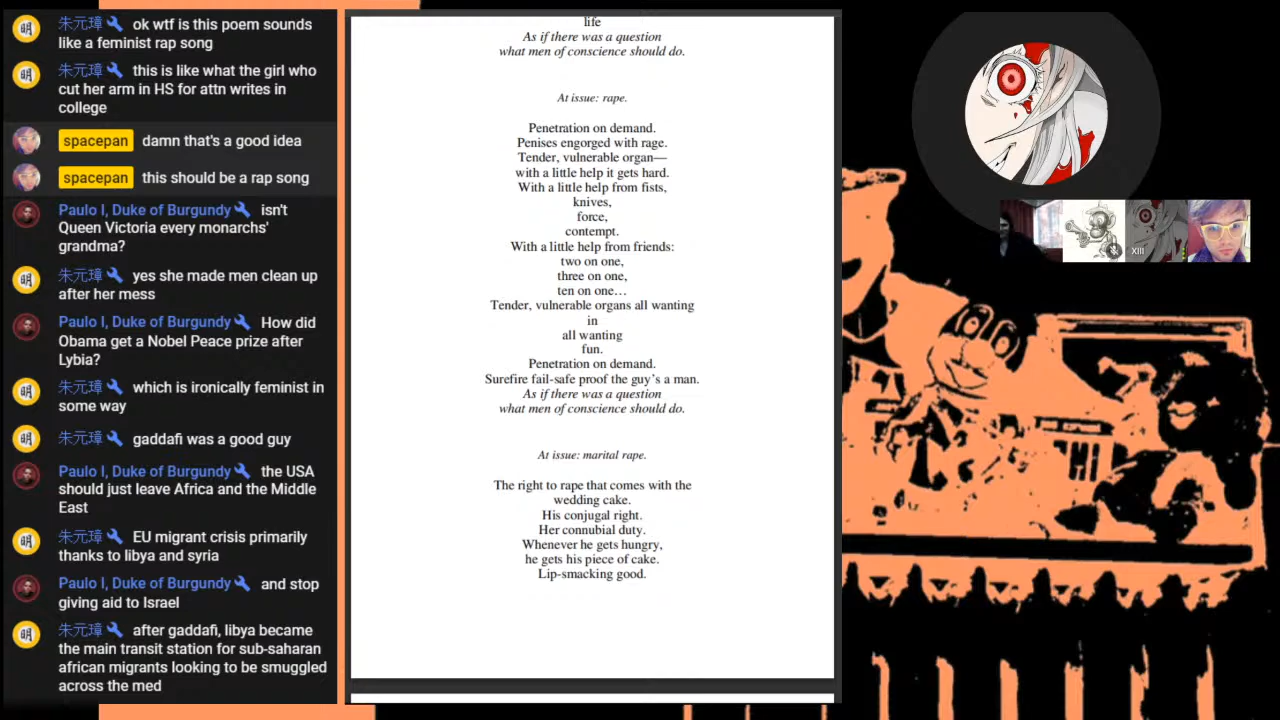 朱元璋 ok wtf is this poem sounds
like a feminist rap song
朱元璋 this is like what the girl who
cut her arm in HS for attn writes in
college
spacepan damn that's a good idea
spacepan this should be a rap song
Paulo I, Duke of Burgundy isn't
Queen Victoria every monarchs'
grandma?
朱元璋 yes she made men clean up
after her mess
Paulo I, Duke of Burgundy How did
Obama get a Nobel Peace prize after
Lybia?
朱元璋 which is ironically feminist in
some way
朱元璋 gaddafi was a good guy
Paulo I, Duke of Burgundy the USA
should just leave Africa and the Middle
East
朱元璋 EU migrant crisis primarily
thanks to libya and syria
Paulo I, Duke of Burgundy and stop
giving aid to Israel
朱元璋 after gaddafi, libya became
the main transit station for sub-saharan
african migrants looking to be smuggled
across the med
life
As if there was a question
what men of conscience should do.
At issue: rape.
Penetration on demand.
Penises engorged with rage.
Tender, vulnerable organ—
with a little help it gets hard.
With a little help from fists,
knives,
force,
contempt.
With a little help from friends:
two on one,
three on one,
ten on one…
Tender, vulnerable organs all wanting
in
all wanting
fun.
Penetration on demand.
Surefire fail-safe proof the guy's a man.
As if there was a question
what men of conscience should do.
At issue: marital rape.
The right to rape that comes with the
wedding cake.
His conjugal right.
Her connubial duty.
Whenever he gets hungry,
he gets his piece of cake.
Lip-smacking good.
XIII
明
明
明
明
明
明
明